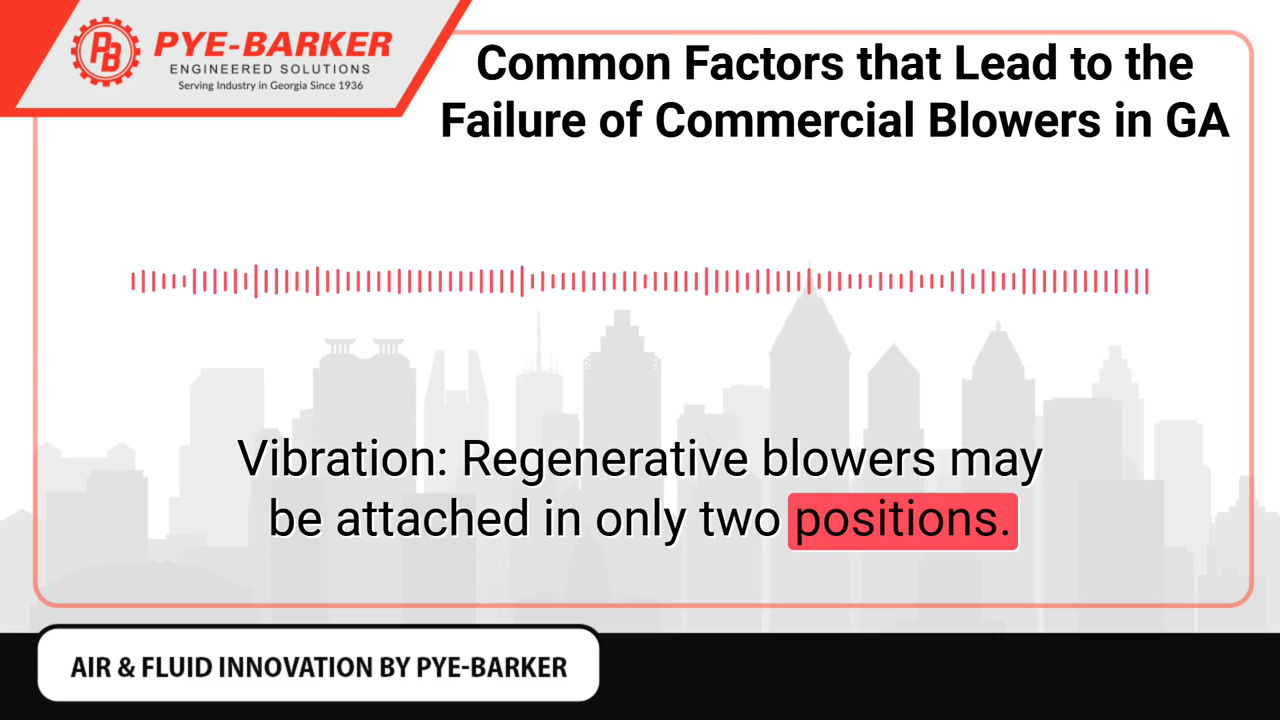 PB
PYE-BARKER
ENGINEERED SOLUTIONS
Serving Industry in Georgia Since 1936
Common Factors that Lead to the
Failure of Commercial Blowers in GA
Vibration: Regenerative blowers may
be attached in only two positions.
AIR & FLUID INNOVATION BY PYE-BARKER